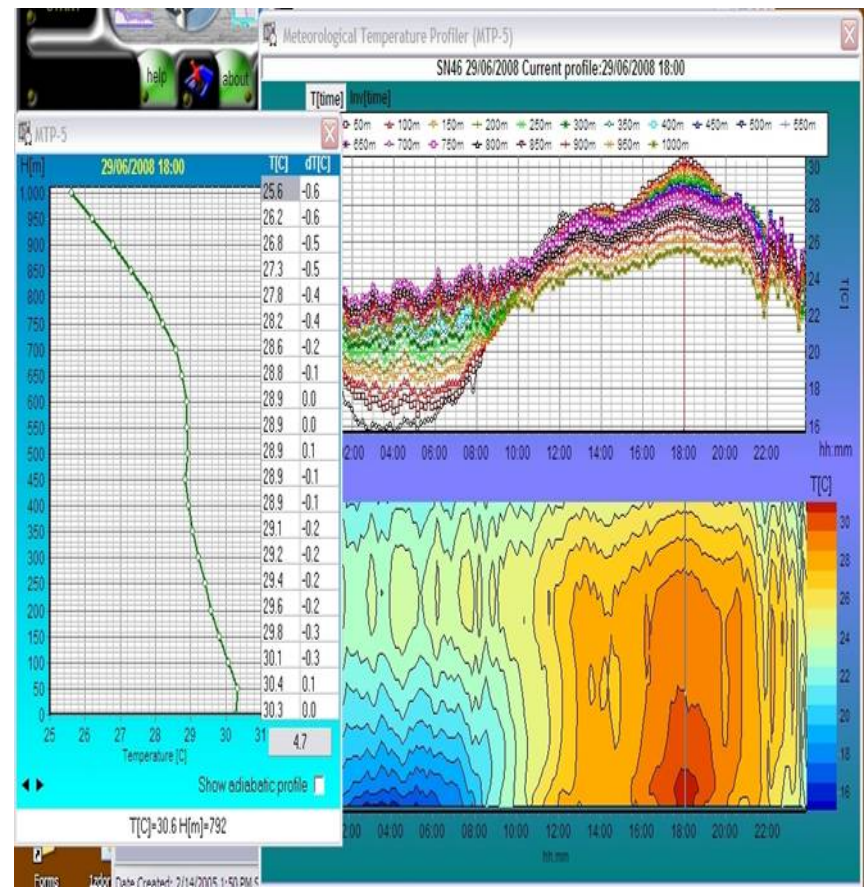 START
help
about
Meteorological Temperature Profiler (MTP-5)
SN46 29/06/2008 Current profile:29/06/2008 18:00
T[time] Inv[time]
50m 100m 150m 200m 250m 300m 350m 400m 450m 500m 550m
650m 700m 750m 800m 850m 900m 950m 1000m
30
28
26
24
22
20
18
16
T[C]
2:00 04:00 06:00 08:00 10:00 12:00 14:00 16:00 18:00 20:00 22:00 hh:mm
T[C]
30
28
26
24
22
20
18
16
2:00 04:00 06:00 08:00 10:00 12:00 14:00 16:00 18:00 20:00 22:00
hh:mm
MTP-5
H[m] 29/06/2008 18:00 T[C] dT[C]
1,000 25.6 -0.6
950 26.2 -0.6
900 26.8 -0.5
850 27.3 -0.5
800 27.8 -0.4
750 28.2 -0.4
700 28.6 -0.2
650 28.8 -0.1
600 28.9 0.0
550 28.9 0.0
500 28.9 0.1
450 28.9 -0.1
400 28.9 -0.1
350 29.1 -0.2
300 29.2 -0.2
250 29.4 -0.2
200 29.6 -0.2
150 29.8 -0.3
100 30.1 -0.3
50 30.4 0.1
0 30.3 0.0
25 26 27 28 29 30 31
Temperature [C]
4.7
Show adiabatic profile
T[C]=30.6 H[m]=792
Forms
Date Created: 2/14/2005 1:50 PM S